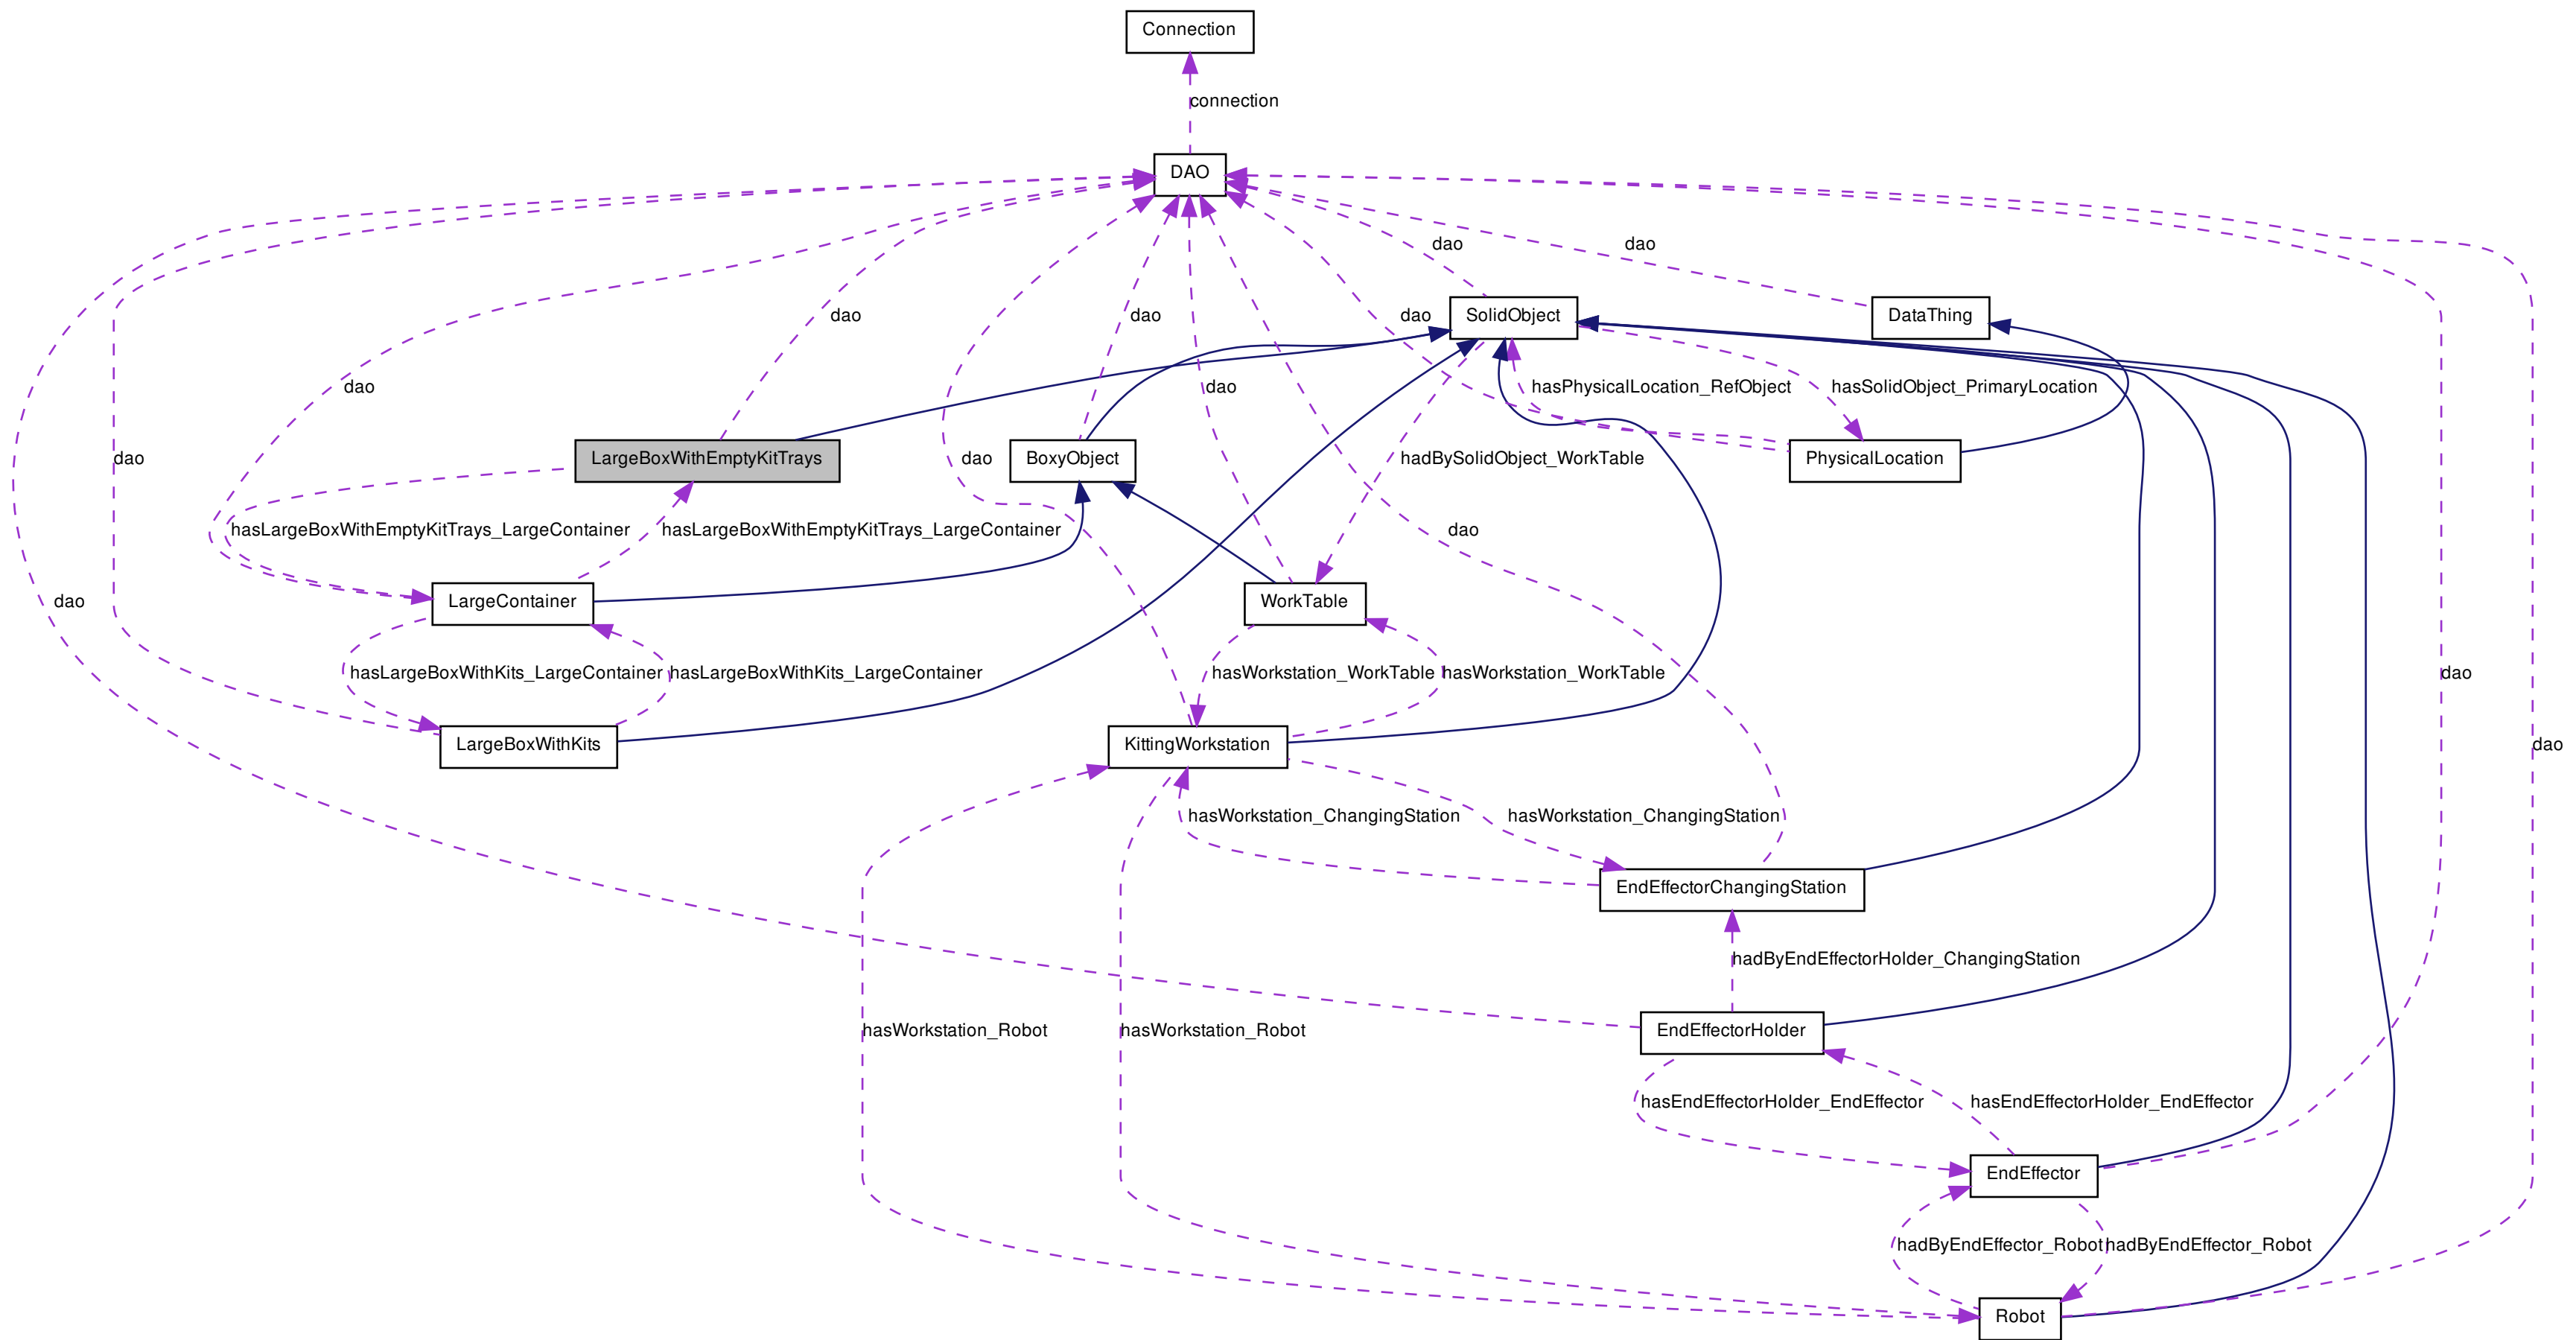 Connection
connection
DAO
dao
dao
dao
dao
dao
SolidObject
DataThing
dao
dao
hasPhysicalLocation_RefObject
hasSolidObject_PrimaryLocation
dao
LargeBoxWithEmptyKitTrays
dao
BoxyObject
hadBySolidObject_WorkTable
PhysicalLocation
hasLargeBoxWithEmptyKitTrays_LargeContainer
hasLargeBoxWithEmptyKitTrays_LargeContainer
dao
dao
LargeContainer
WorkTable
hasLargeBoxWithKits_LargeContainer
hasLargeBoxWithKits_LargeContainer
hasWorkstation_WorkTable
hasWorkstation_WorkTable
dao
LargeBoxWithKits
KittingWorkstation
dao
hasWorkstation_ChangingStation
hasWorkstation_ChangingStation
EndEffectorChangingStation
hadByEndEffectorHolder_ChangingStation
hasWorkstation_Robot
hasWorkstation_Robot
EndEffectorHolder
hasEndEffectorHolder_EndEffector
hasEndEffectorHolder_EndEffector
EndEffector
hadByEndEffector_Robot
hadByEndEffector_Robot
Robot